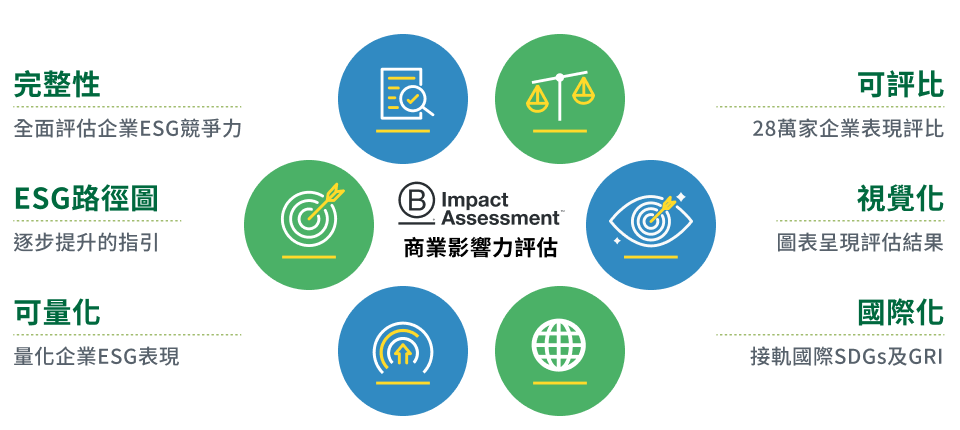 完整性
全面評估企業ESG競爭力
ESG路徑圖
逐步提升的指引
可量化
量化企業ESG表現
B Impact
Assessment™
商業影響力評估
可評比
28萬家企業表現評比
視覺化
圖表呈現評估結果
國際化
接軌國際SDGs及GRI